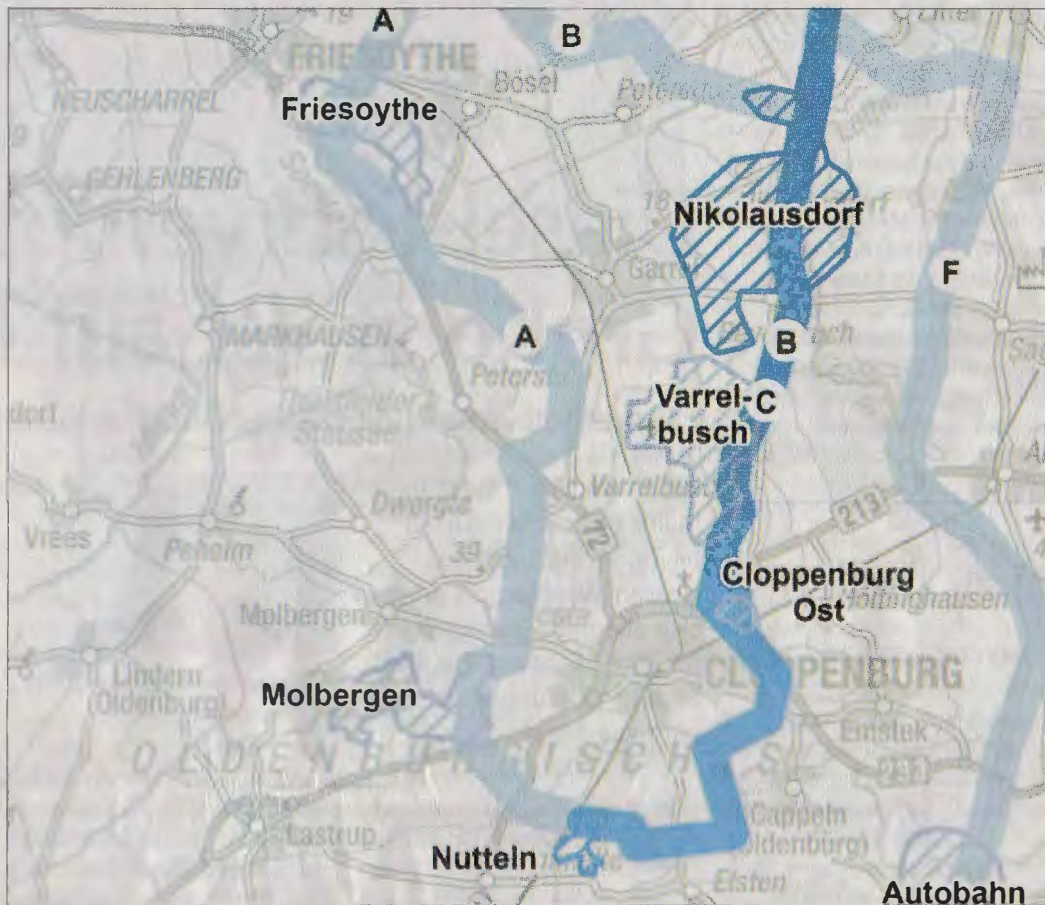 A
B
FRIESOYTHE
NEUSCHARREL
Bösel
Friesoythe
GEHLENBERG
18
Nikolausdorf
Garrel
F
MARKHAUSEN
A
B
Varrel-
busch
C
Dwergte
Varrelbusch
213
Vrees
Peheim
39
72
Cloppenburg
Ost
Molbergen
CLOPPENBURG
Lindern
(Oldenburg)
Molbergen
Emstek
Lastrup
Cappeln
(Oldenburg)
Nutteln
Elsten
Autobahn